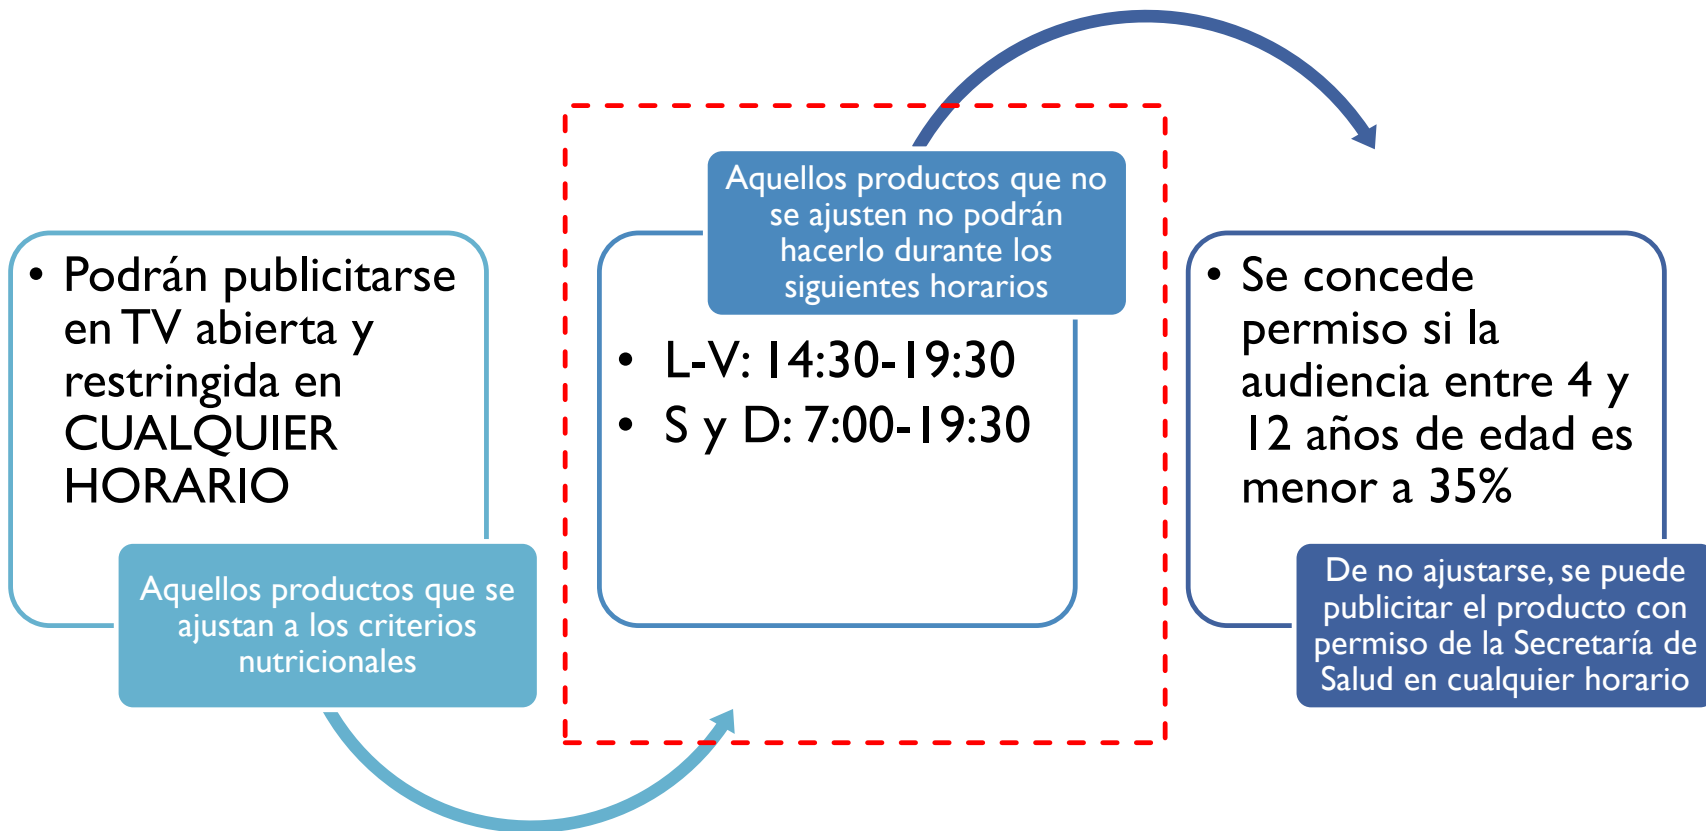 • Podrán publicitarse
en TV abierta y
restringida en
CUALQUIER
HORARIO
Aquellos productos que se
ajustan a los criterios
nutricionales
Aquellos productos que no
se ajusten no podrán
hacerlo durante los
siguientes horarios
• L-V: 14:30-19:30
• S y D: 7:00-19:30
• Se concede
permiso si la
audiencia entre 4 y
12 años de edad es
menor a 35%
De no ajustarse, se puede
publicitar el producto con
permiso de la Secretaría de
Salud en cualquier horario